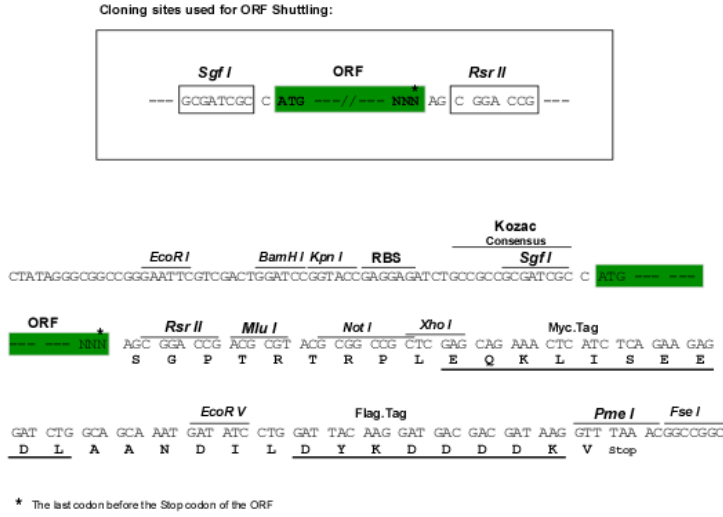 Cloning sites used for ORF Shuttling:
Sgf I ORF Rsr II
--- GCGATCGC C ATG ---//--- NNN* AG C GGA CCG ---
Kozac
Consensus
EcoR I BamH I Kpn I RBS Sgf I
CTATAGGGCGGCCGGGAATTCGTCGACTGGATCCGGTACCGAGGAGATCTGCCGCCGCGATCGC C ATG --- ---
ORF * Rsr II Mlu I Not I Xho I Myc.Tag
--- --- NNN AGC GGA CCG ACG CGT ACG CGG CCG CTC GAG CAG AAA CTC ATC TCA GAA GAG
S G P T R T R P L E Q K L I S E E
EcoR V Flag.Tag Pme I Fse I
GAT CTG GCA GCA AAT GAT ATC CTG GAT TAC AAG GAT GAC GAC GAT AAG GTT TAA ACGGCCGGC
D L A A N D I L D Y K D D D D K V Stop
* The last codon before the Stop codon of the ORF